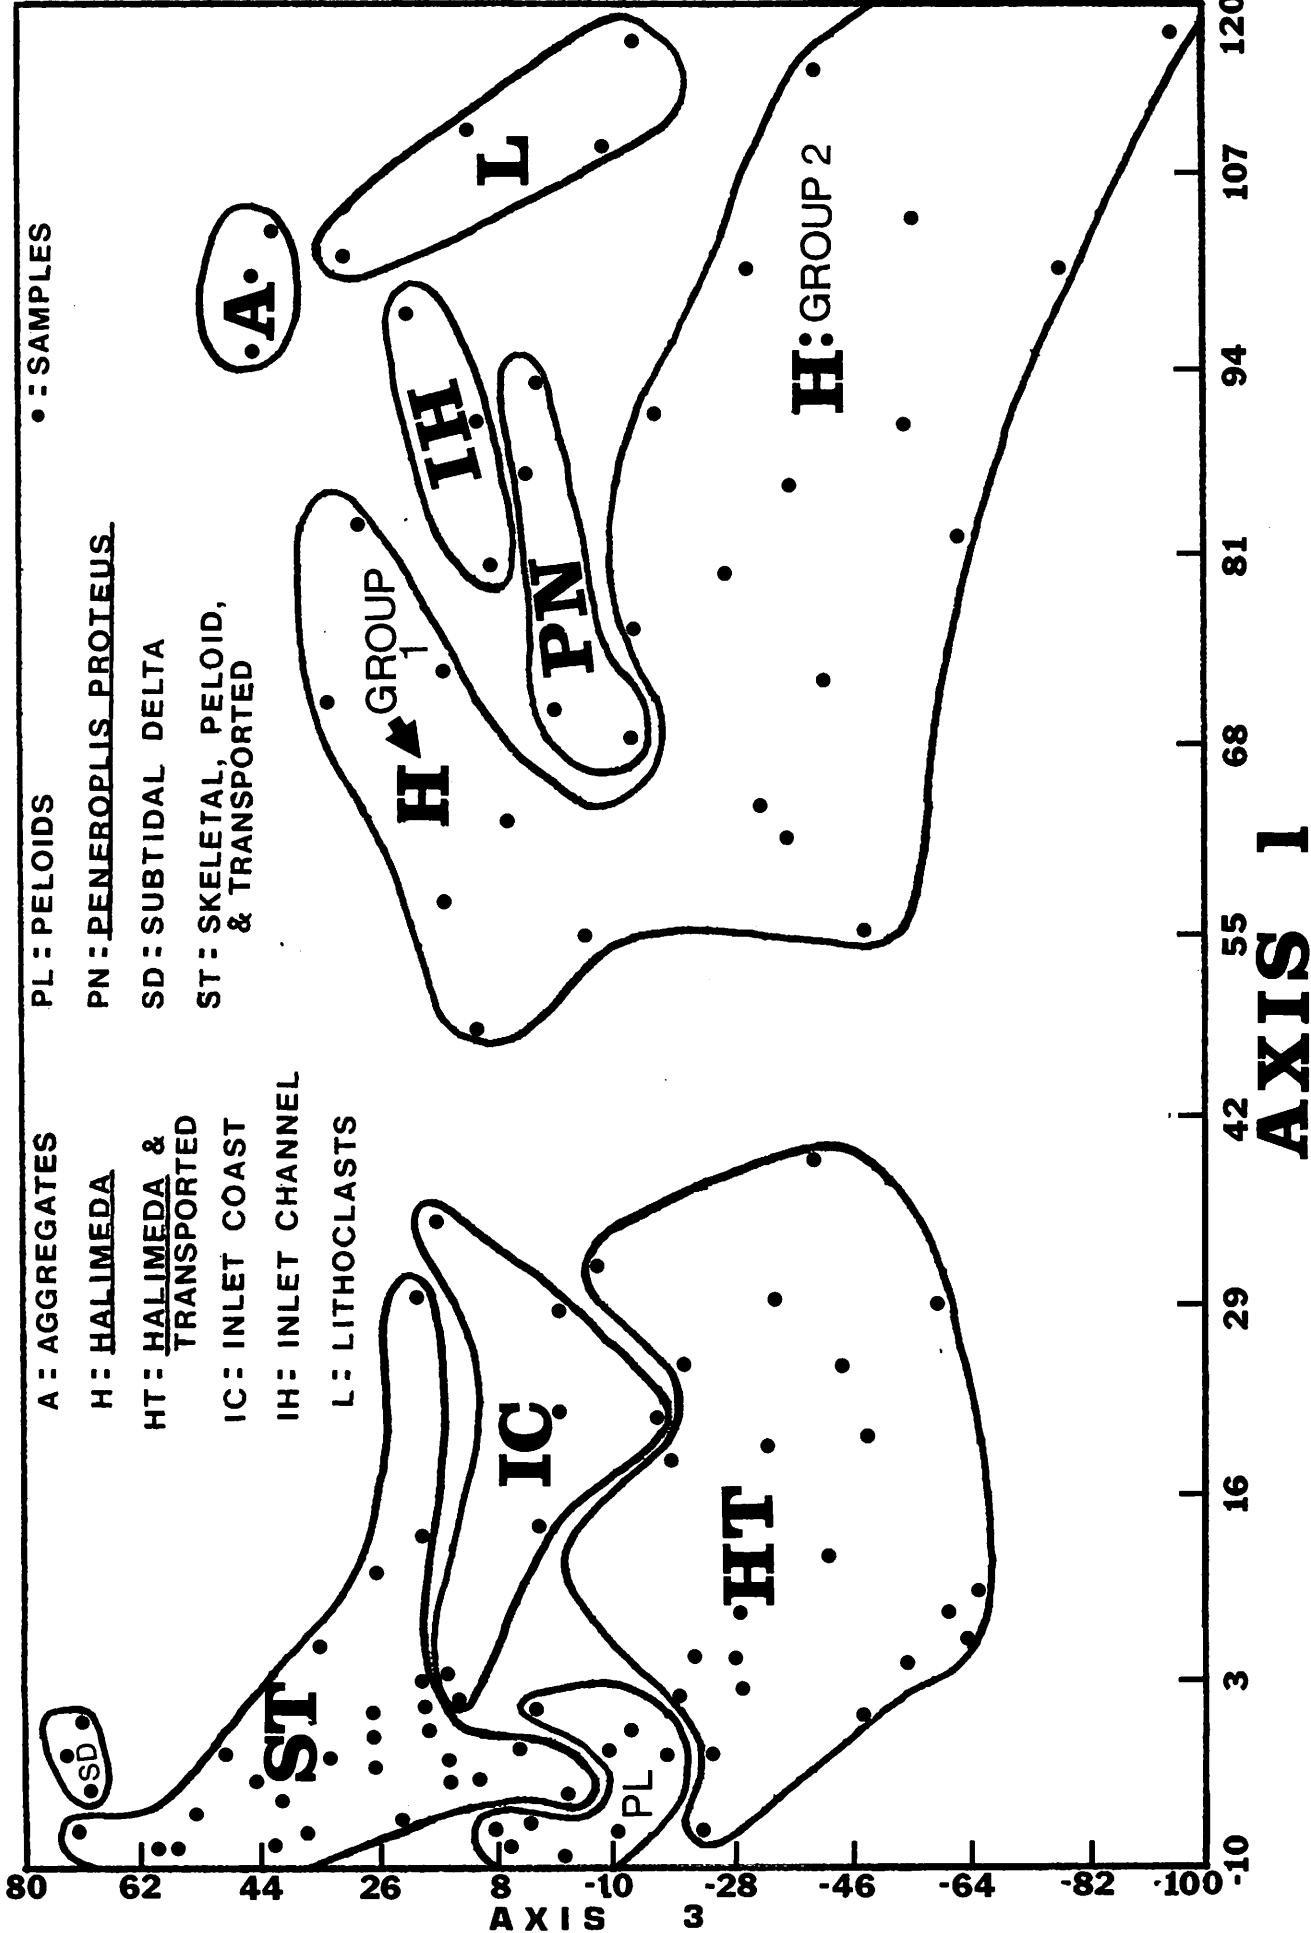 A : AGGREGATES
H : HALIMEDA
HT : HALIMEDA &
TRANSPORTED
IC : INLET COAST
IH : INLET CHANNEL
L : LITHOCLASTS
PL : PELOIDS
PN : PENEROPLIS PROTEUS
SD : SUBTIDAL DELTA
ST : SKELETAL, PELOID,
& TRANSPORTED
• : SAMPLES
SD
ST
IC
PL
HT
H
GROUP
1
IH
PN
A
L
H: GROUP 2
80
62
44
26
8
-10
-28
-46
-64
-82
-100
AXIS 3
-10
3
16
29
42
55
68
81
94
107
120
AXIS 1